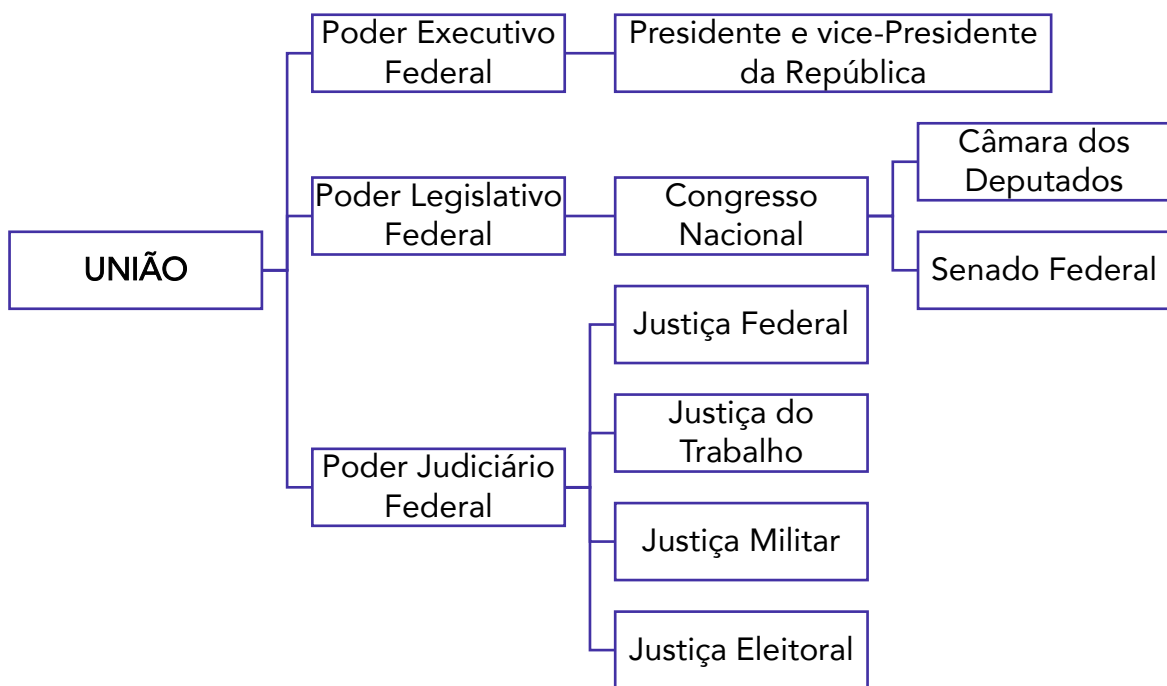 Poder Executivo
Federal
Presidente e vice-Presidente
da República
Poder Legislativo
Federal
Congresso
Nacional
Câmara dos
Deputados
Senado Federal
UNIÃO
Poder Judiciário
Federal
Justiça Federal
Justiça do
Trabalho
Justiça Militar
Justiça Eleitoral